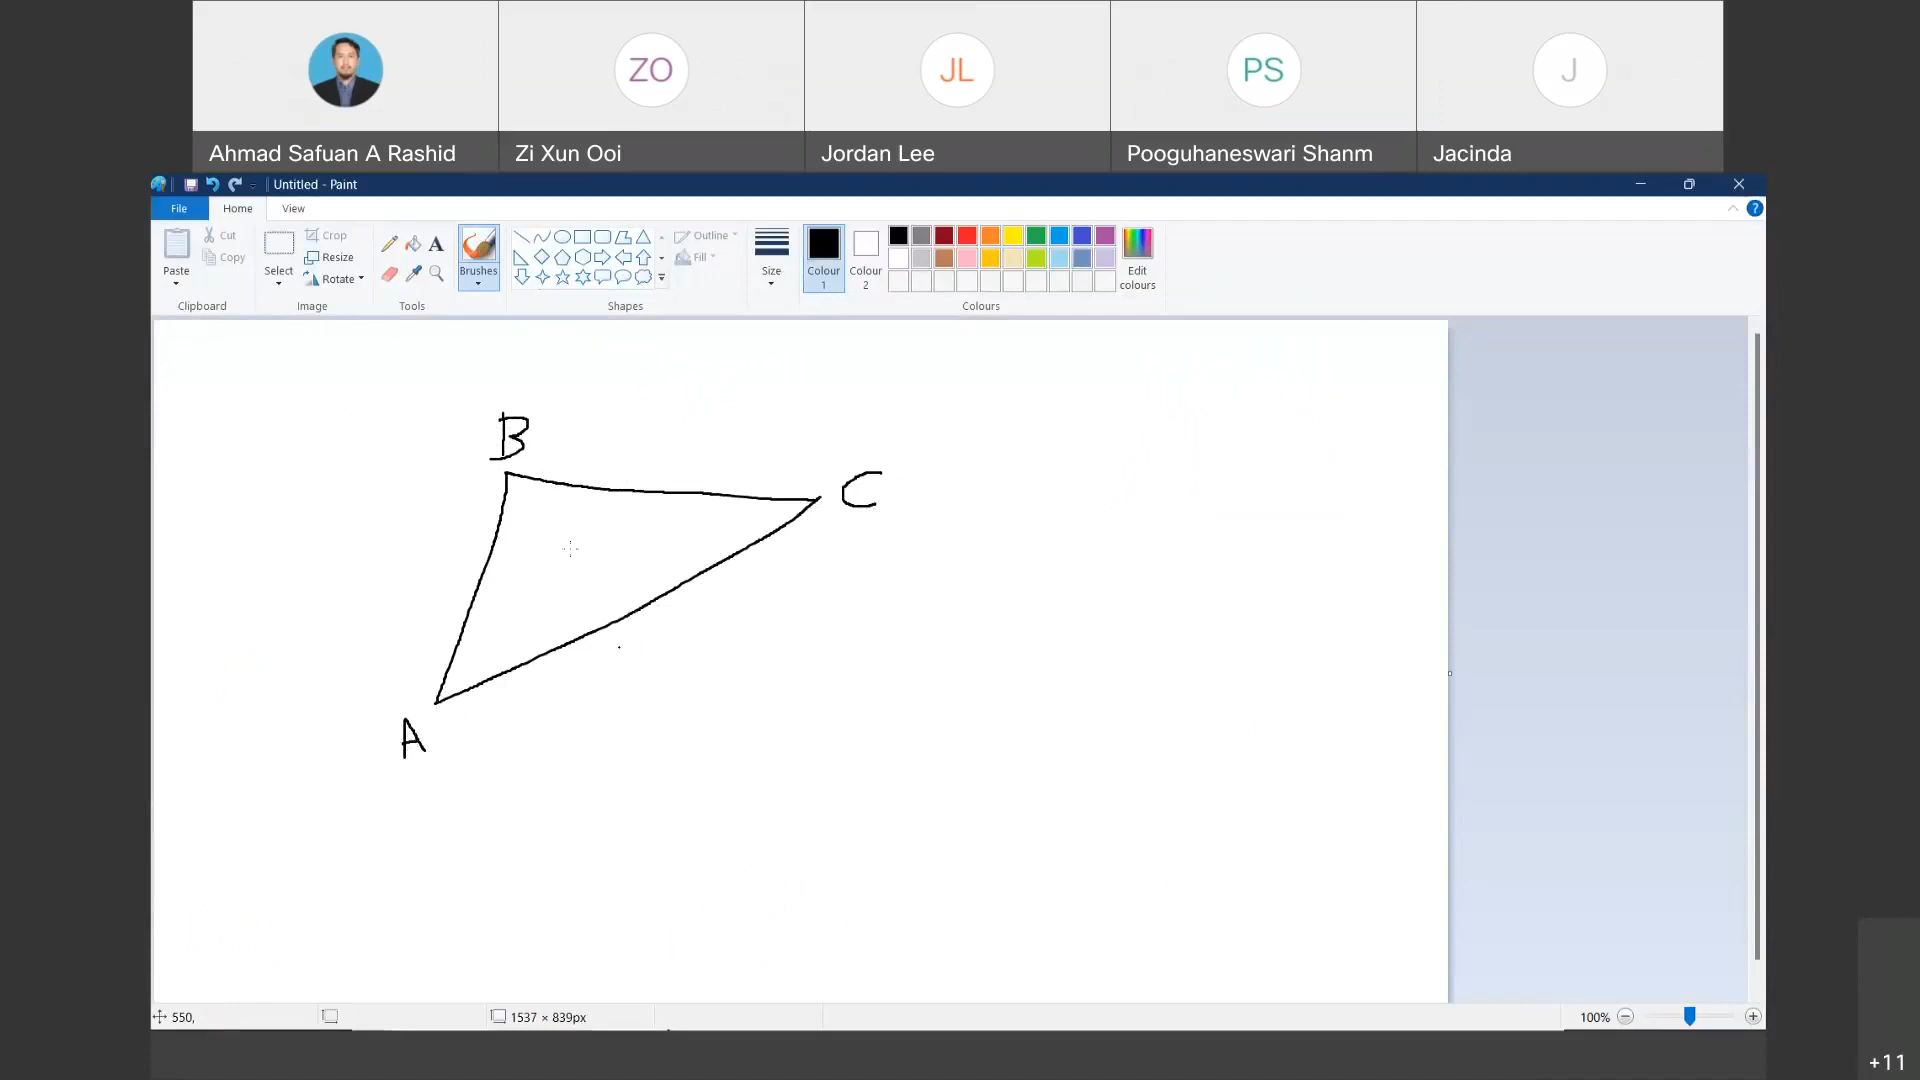 ZO
JL
PS
J
Ahmad Safuan A Rashid
Zi Xun Ooi
Jordan Lee
Pooguhaneswari Shanm
Jacinda
Untitled - Paint
File
Home
View
?
Paste
Cut
Copy
Clipboard
Select
Crop
Resize
Rotate
Image
A
Tools
Brushes
Shapes
Outline
Fill
Size
Colour 1
Colour 2
Edit colours
Colours
B
C
A
550,
1537 × 839px
100%
+11